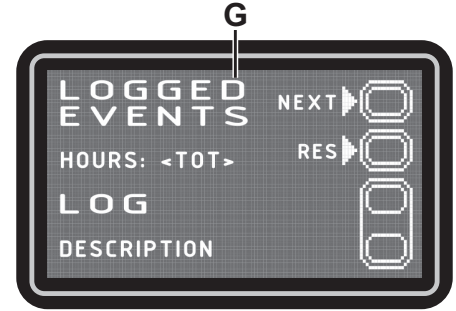 G
LOGGED
EVENTS
NEXT
HOURS: <TOT>
RES
LOG
DESCRIPTION